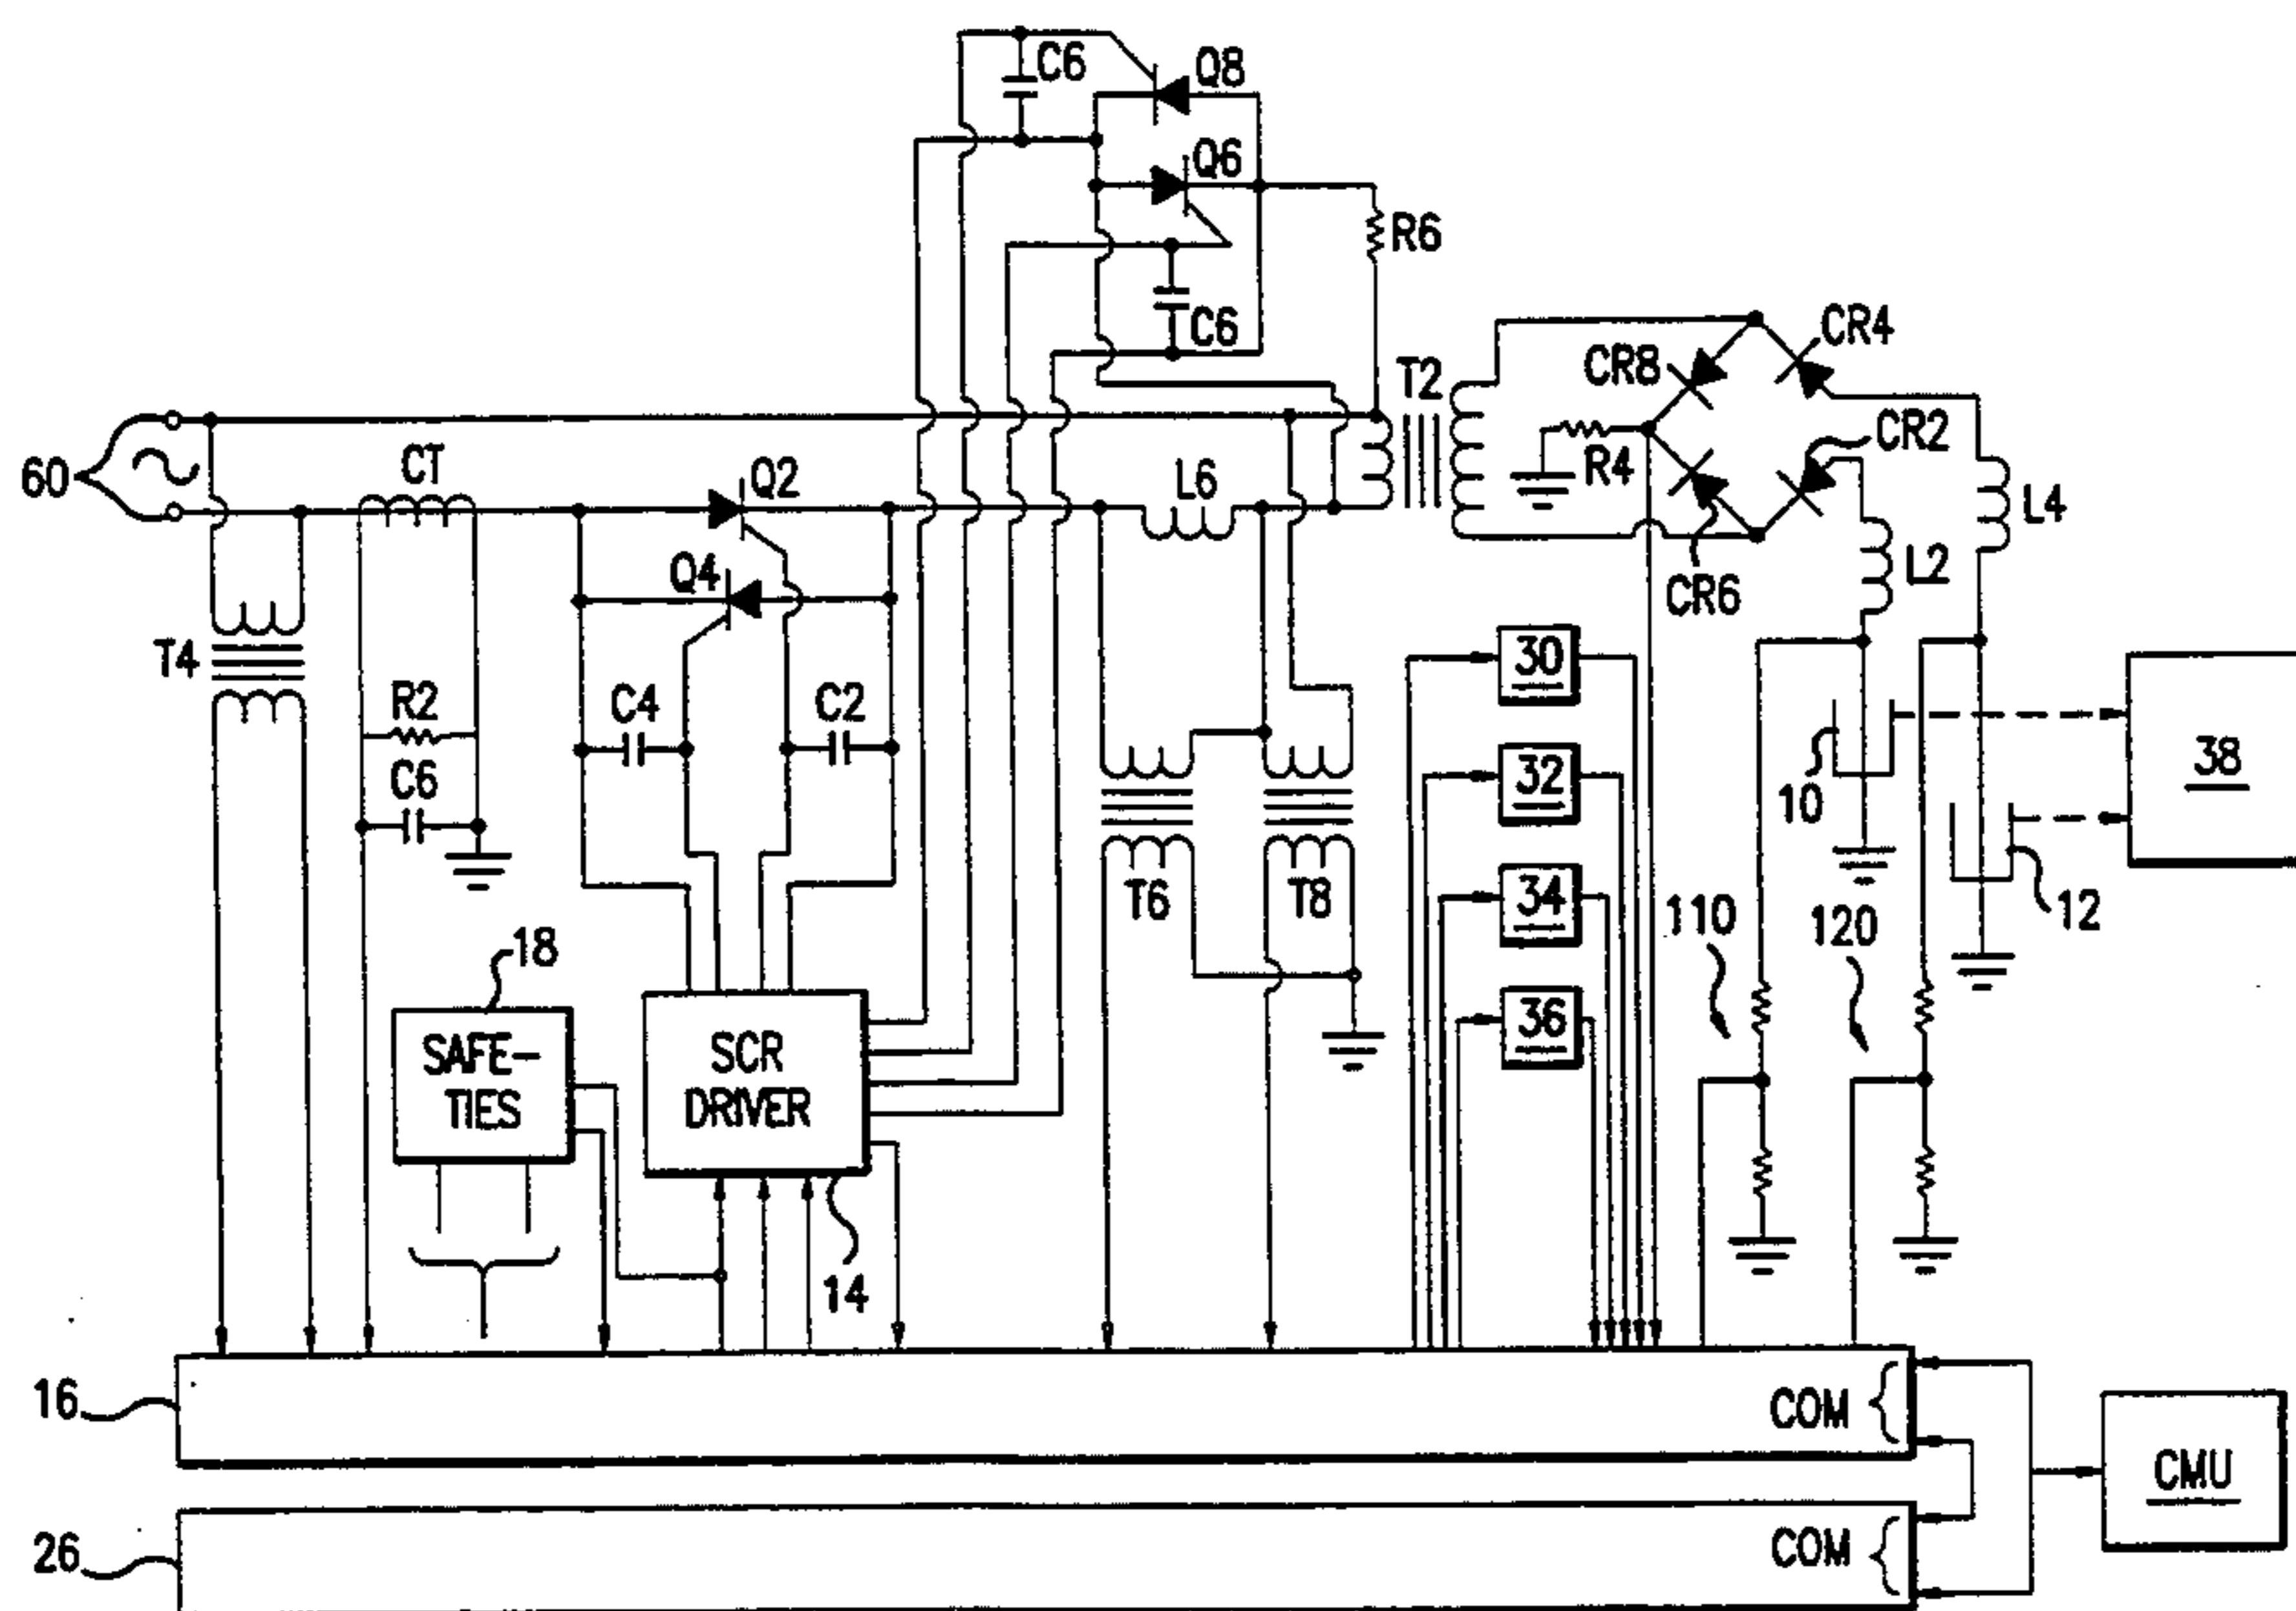 C6
Q8
Q6
R6
C6
T2
CR8
CR4
R4
CR2
CR6
L4
L2
60
CT
Q2
L6
Q4
T4
R2
C4
C2
C6
T6
T8
30
32
34
36
38
10
12
110
120
18
SAFE-
TIES
SCR
DRIVER
14
16
COM
CMU
26
COM